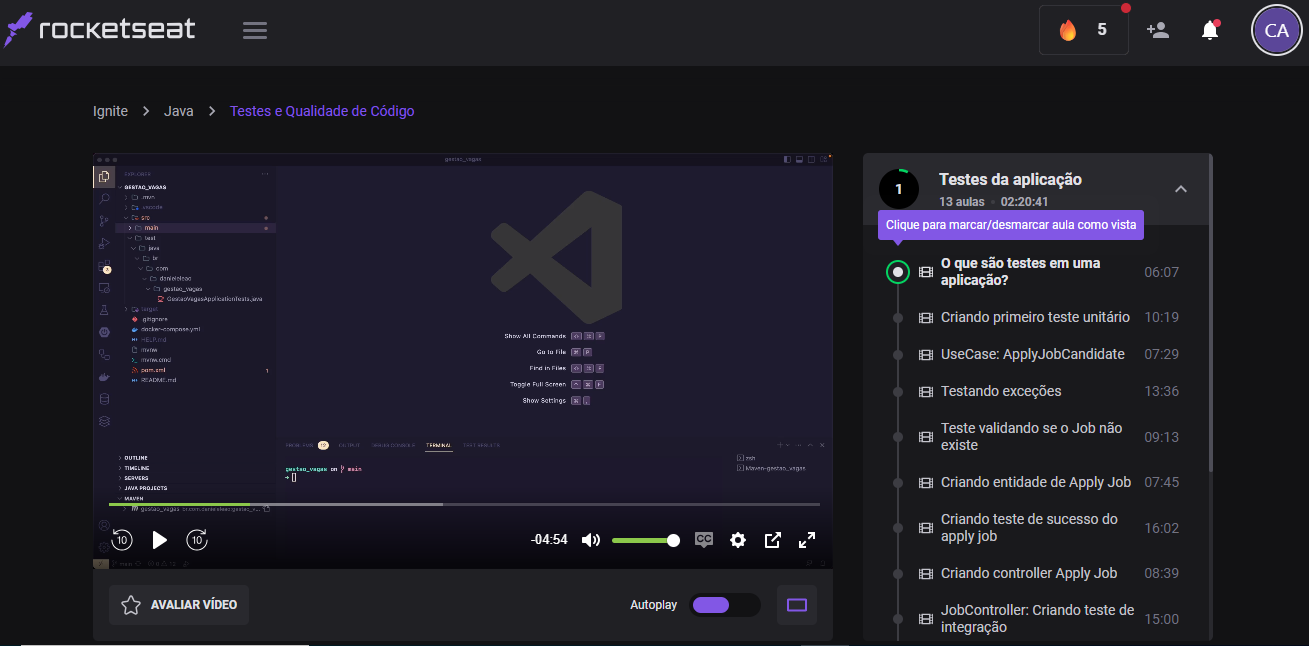 rocketseat
5
CA
Ignite > Java > Testes e Qualidade de Código
gestao_vagas
EXPLORER
GESTAO_VAGAS
.mvn
.vscode
src
main
test
java
br
com
danieleleao
gestao_vagas
GestaoVagasApplicationTests.java
target
.gitignore
docker-compose.yml
HELP.md
mvnw
mvnw.cmd
pom.xml 1
README.md
OUTLINE
TIMELINE
SERVERS
JAVA PROJECTS
MAVEN
Show All Commands
Go to File
Find in Files
Toggle Full Screen
Show Settings
PROBLEMS OUTPUT DEBUG CONSOLE TERMINAL TEST RESULTS
gestao_vagas on main
zsh
Maven-gestao_vagas
10 10 -04:54 CC
AVALIAR VÍDEO
Autoplay
1
Testes da aplicação
13 aulas • 02:20:41
Clique para marcar/desmarcar aula como vista
O que são testes em uma
aplicação?
06:07
Criando primeiro teste unitário 10:19
UseCase: ApplyJobCandidate 07:29
Testando exceções 13:36
Teste validando se o Job não
existe
09:13
Criando entidade de Apply Job 07:45
Criando teste de sucesso do
apply job
16:02
Criando controller Apply Job 08:39
JobController: Criando teste de
integração
15:00